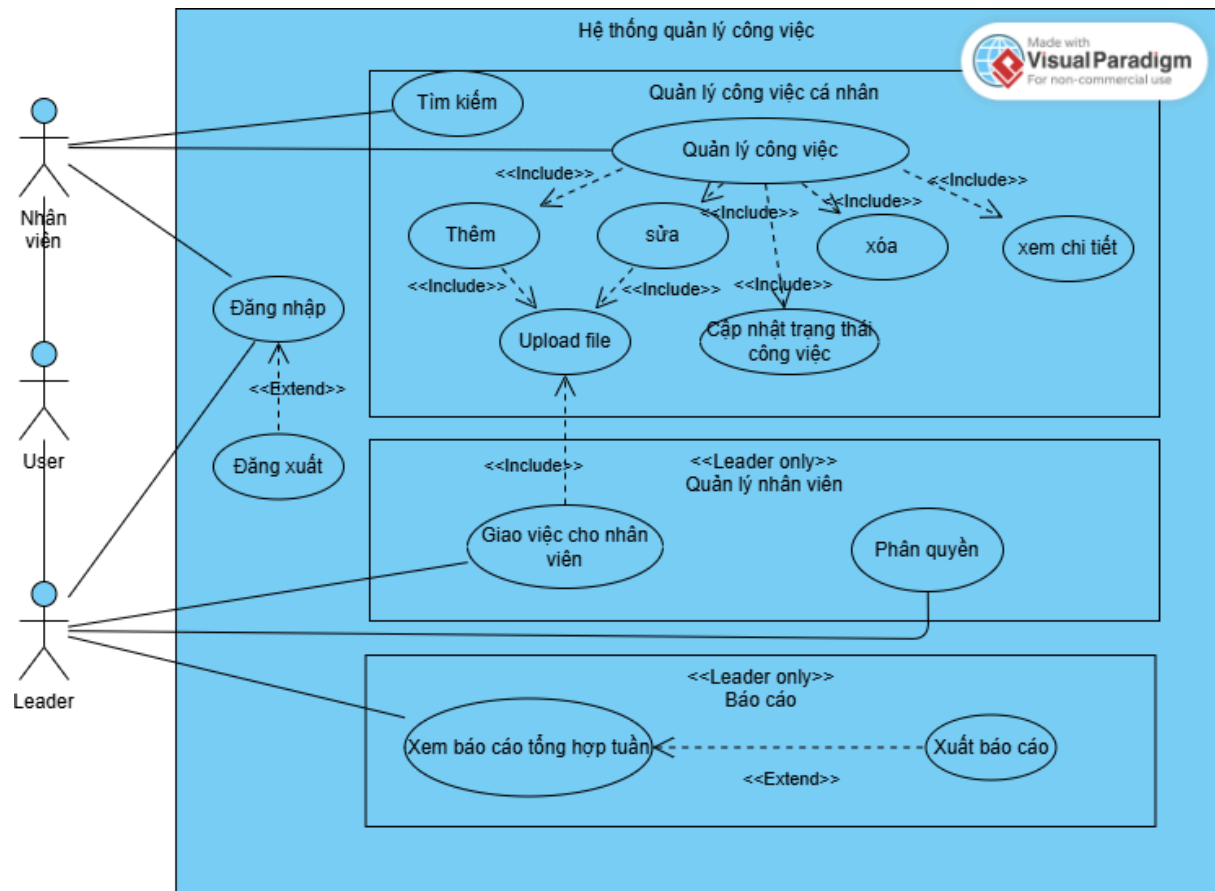 Hệ thống quản lý công việc
Made with
Visual Paradigm
For non-commercial use
Quản lý công việc cá nhân
Tìm kiếm
Quản lý công việc
<<Include>>
<<Include>>
<<Include>>
<<Include>>
<<Include>>
Nhân
viên
Thêm
sửa
xóa
xem chi tiết
<<Include>>
<<Include>>
<<Include>>
Đăng nhập
Upload file
Cập nhật trạng thái
công việc
<<Extend>>
User
Đăng xuất
<<Include>>
<<Leader only>>
Quản lý nhân viên
Giao việc cho nhân
viên
Phân quyền
Leader
<<Leader only>>
Báo cáo
Xem báo cáo tổng hợp tuần
Xuất báo cáo
<<Extend>>